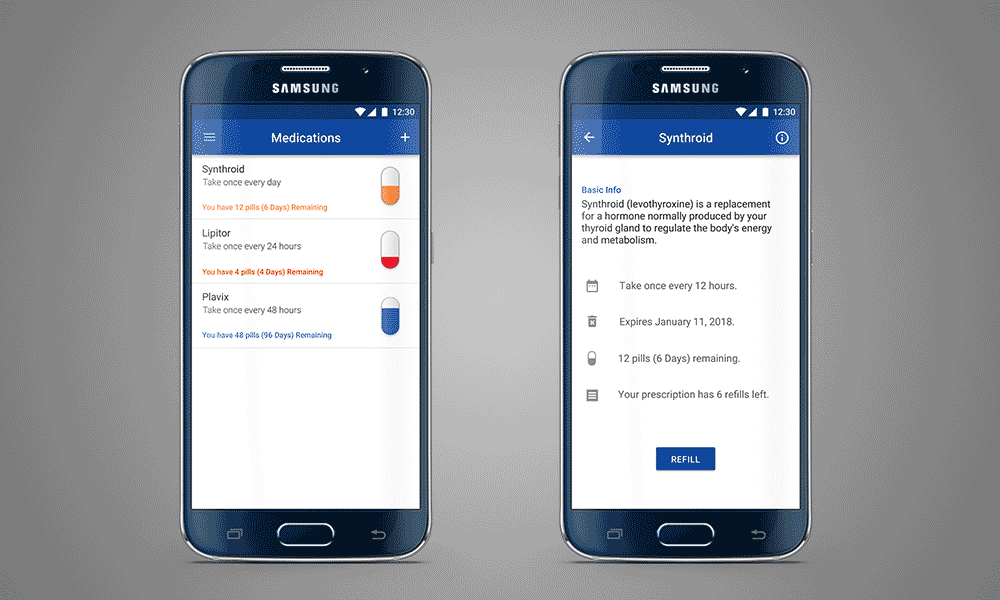 SAMSUNG
12:30
Medications
Synthroid
Take once every day
You have 12 pills (6 Days) Remaining
Lipitor
Take once every 24 hours
You have 4 pills (4 Days) Remaining
Plavix
Take once every 48 hours
You have 48 pills (96 Days) Remaining
SAMSUNG
12:30
Synthroid
Basic Info
Synthroid (levothyroxine) is a replacement
for a hormone normally produced by your
thyroid gland to regulate the body's energy
and metabolism.
Take once every 12 hours.
Expires January 11, 2018.
12 pills (6 Days) remaining.
Your prescription has 6 refills left.
REFILL